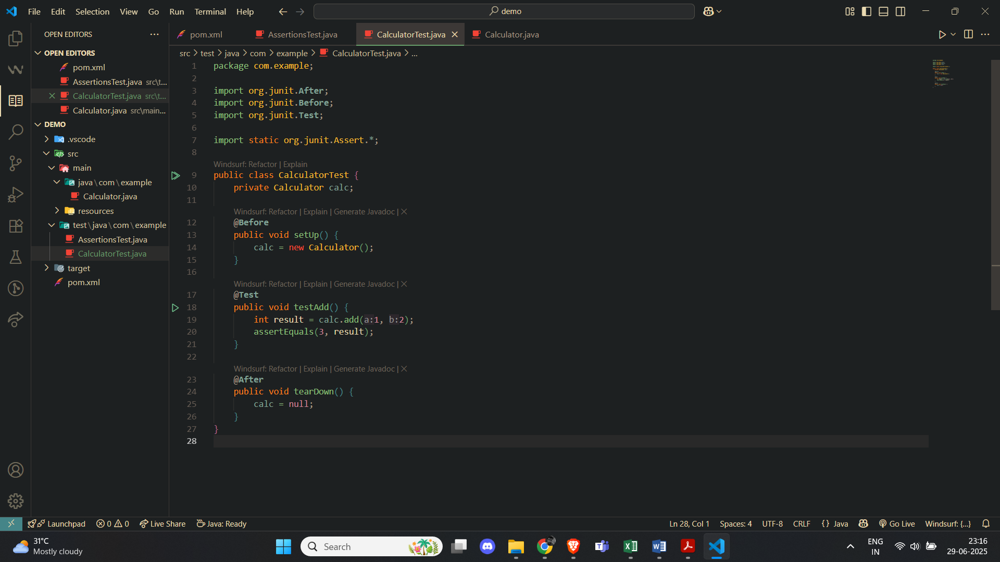 File Edit Selection View Go Run Terminal Help
demo
OPEN EDITORS
OPEN EDITORS
pom.xml
AssertionsTest.java src\t...
CalculatorTest.java src\t...
Calculator.java src\main...
DEMO
.vscode
src
main
java\com\example
Calculator.java
resources
test\java\com\example
AssertionsTest.java
CalculatorTest.java
target
pom.xml
pom.xml AssertionsTest.java CalculatorTest.java Calculator.java
src > test > java > com > example > CalculatorTest.java > ...
1 package com.example;
2
3 import org.junit.After;
4 import org.junit.Before;
5 import org.junit.Test;
6
7 import static org.junit.Assert.*;
8
Windsurf: Refactor | Explain
9 public class CalculatorTest {
10 private Calculator calc;
11
Windsurf: Refactor | Explain | Generate Javadoc | ×
12 @Before
13 public void setUp() {
14 calc = new Calculator();
15 }
16
Windsurf: Refactor | Explain | Generate Javadoc | ×
17 @Test
18 public void testAdd() {
19 int result = calc.add(a:1, b:2);
20 assertEquals(3, result);
21 }
22
Windsurf: Refactor | Explain | Generate Javadoc | ×
23 @After
24 public void tearDown() {
25 calc = null;
26 }
27 }
28
Launchpad 0 0 Live Share Java: Ready Ln 28, Col 1 Spaces: 4 UTF-8 CRLF {} Java Go Live Windsurf: {...}
31°C
Mostly cloudy
Search
ENG
IN
23:16
29-06-2025